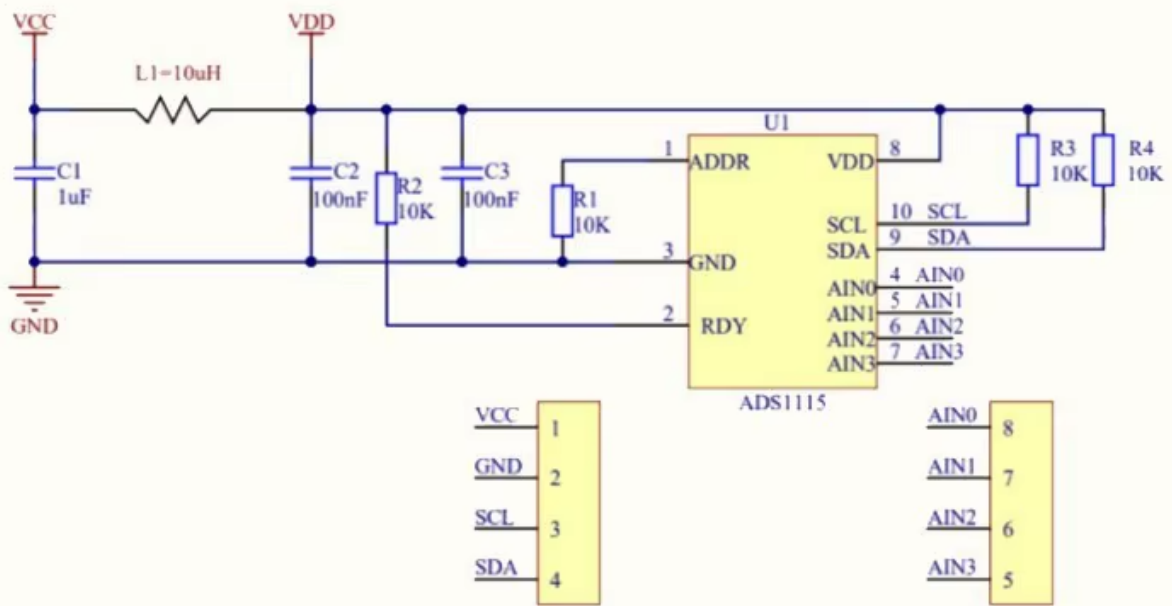 VCC
VDD
L1=10uH
C1
1uF
C2
100nF
R2
10K
C3
100nF
R1
10K
GND
U1
1 ADDR
3 GND
2 RDY
VDD 8
SCL 10 SCL
SDA 9 SDA
AIN0 4 AIN0
AIN1 5 AIN1
AIN2 6 AIN2
AIN3 7 AIN3
ADS1115
R3
10K
R4
10K
VCC 1
GND 2
SCL 3
SDA 4
AIN0 8
AIN1 7
AIN2 6
AIN3 5